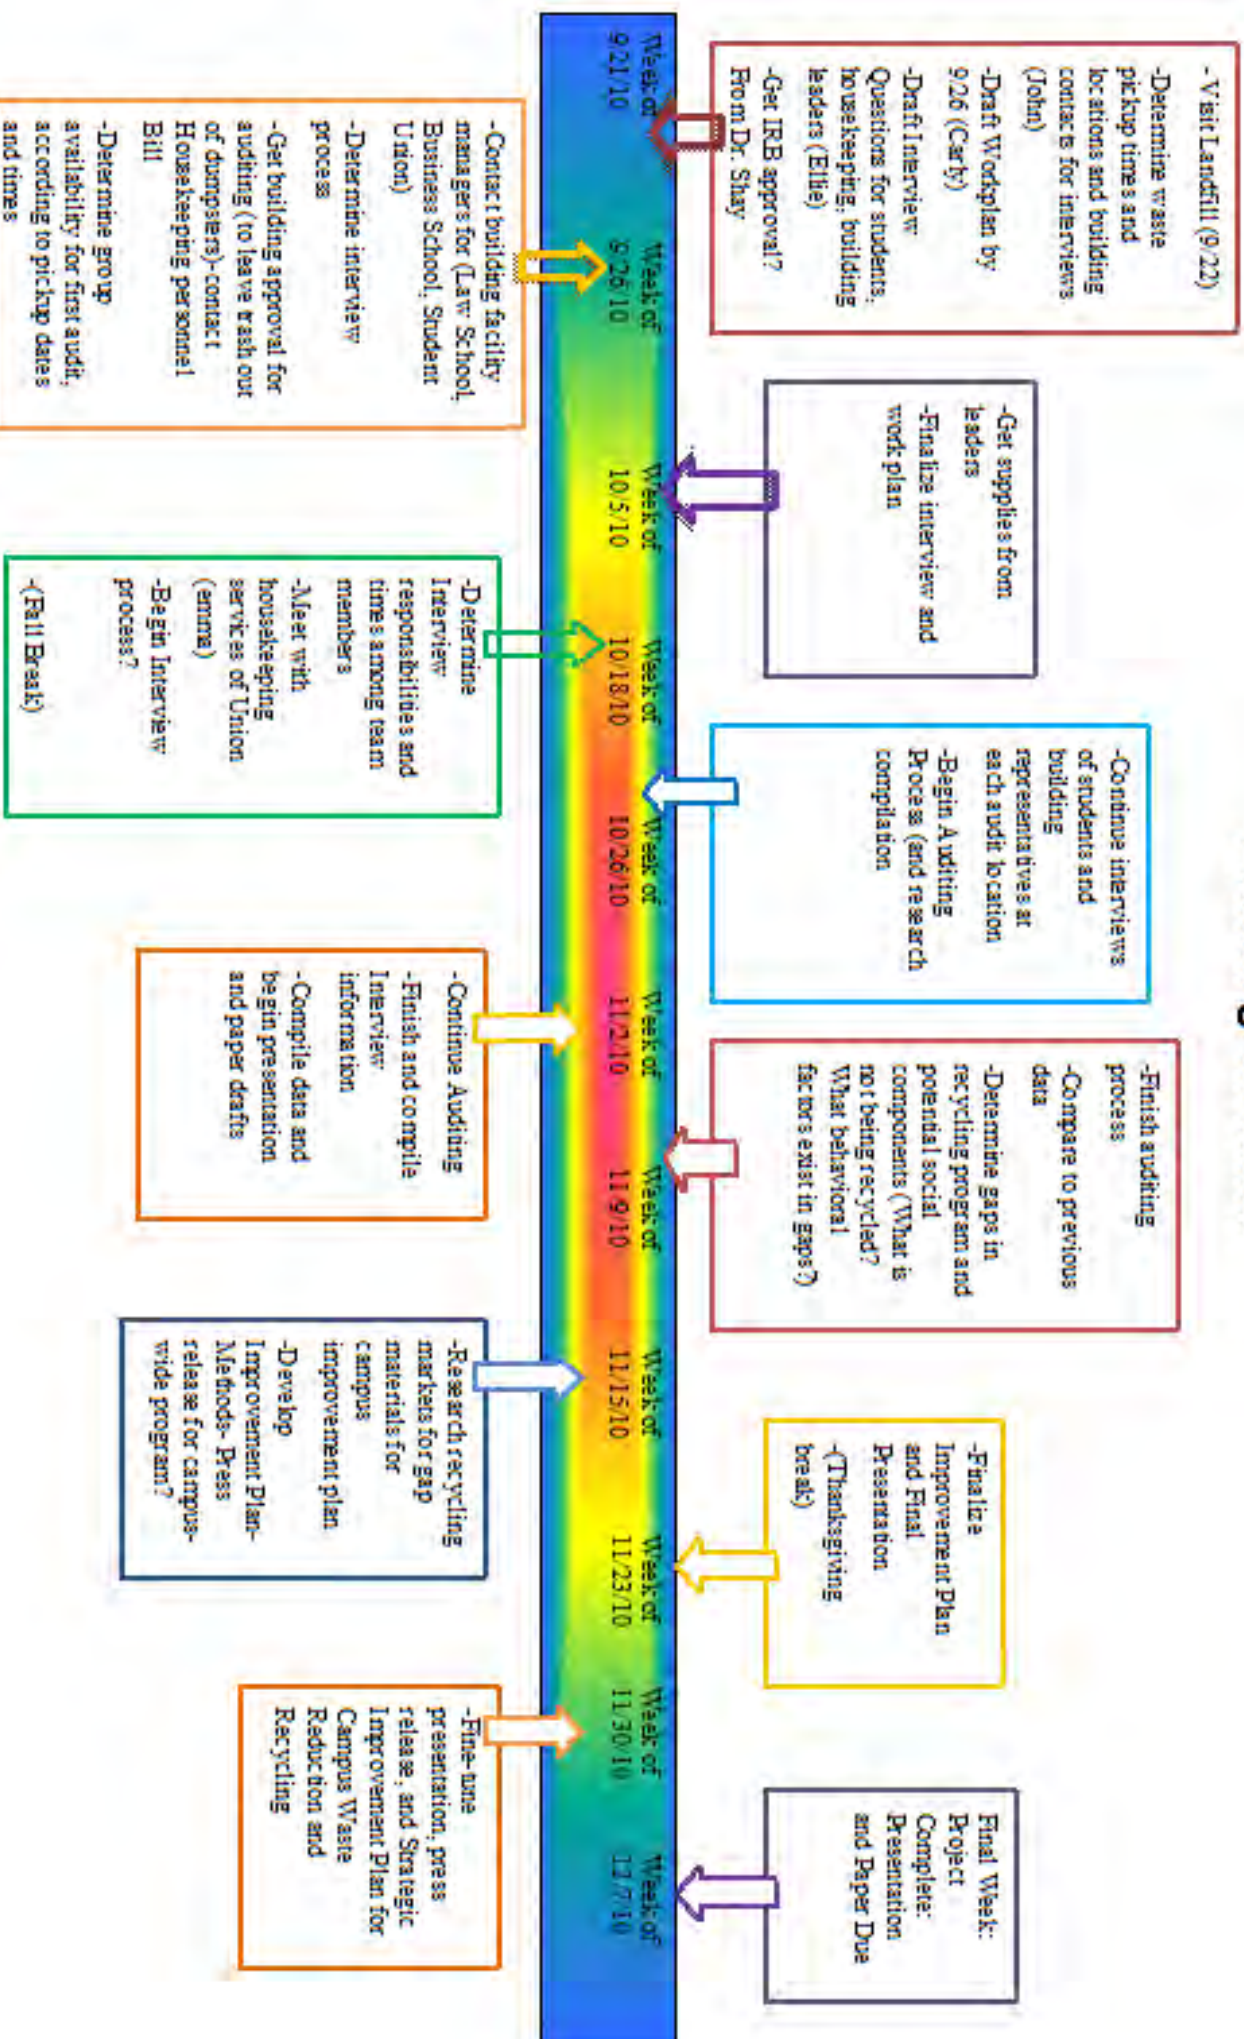 - Visit Landfill (9/22)
-Determine waste
pickup times and
locations and building
contacts for interviews
(John)
-Draft Workplan by
9/26 (Carly)
-Draft Interview
Questions for students,
housekeeping, building
leaders (Ellie)
-Get IRB approval?
From Dr. Shay
-Get supplies from
leaders
-Finalize interview and
work plan
-Continue interviews
of students and
building
representatives at
each audit location
-Begin Auditing
Process (and research
compilation
-Finish auditing
process
-Compare to previous
data
-Determine gaps in
recycling program and
potential social
components (What is
not being recycled?
What behavioral
factors exist in gaps?)
-Finalize
Improvement Plan
and Final
Presentation
-(Thanksgiving
break)
Final Week:
Project
Complete:
Presentation
and Paper Due
Week of
9/21/10
Week of
9/26/10
Week of
10/5/10
Week of
10/18/10
Week of
10/26/10
Week of
11/2/10
Week of
11/9/10
Week of
11/15/10
Week of
11/23/10
Week of
11/30/10
Week of
12/7/10
-Contact building facility
managers for (Law School,
Business School, Student
Union)
-Determine interview
process
-Get building approval for
auditing (to leave trash out
of dumpsters)-contact
Housekeeping personnel
Bill
-Determine group
availability for first audit,
according to pickup dates
and times
-Determine
Interview
responsibilities and
times among team
members
-Meet with
housekeeping
services of Union
(emma)
-Begin Interview
process?
-(Fall Break)
-Continue Auditing
-Finish and compile
Interview
information
-Compile data and
begin presentation
and paper drafts
-Research recycling
markets for gap
materials for
campus
improvement plan
-Develop
Improvement Plan-
Methods- Press
release for campus-
wide program?
-Fine-tune
presentation, press
release, and Strategic
Improvement Plan for
Campus Waste
Reduction and
Recycling